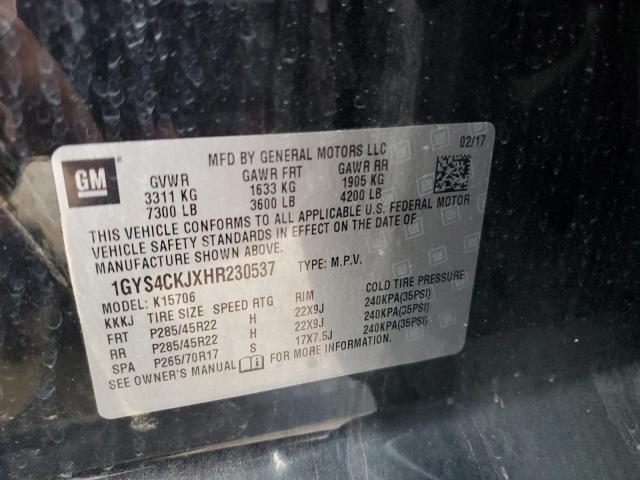 GM
MFD BY GENERAL MOTORS LLC
02/17
GVWR GAWR FRT GAWR RR
3311 KG 1633 KG 1905 KG
7300 LB 3600 LB 4200 LB
THIS VEHICLE CONFORMS TO ALL APPLICABLE U.S. FEDERAL MOTOR
VEHICLE SAFETY STANDARDS IN EFFECT ON THE DATE OF
MANUFACTURE SHOWN ABOVE.
1GYS4CKJXHR230537 TYPE: M.P.V.
MODEL: K15706
KKKJ TIRE SIZE SPEED RTG RIM COLD TIRE PRESSURE
FRT P285/45R22 H 22X9J 240KPA(35PSI)
RR P285/45R22 H 22X9J 240KPA(35PSI)
SPA P265/70R17 S 17X7.5J 240KPA(35PSI)
SEE OWNER'S MANUAL FOR MORE INFORMATION.